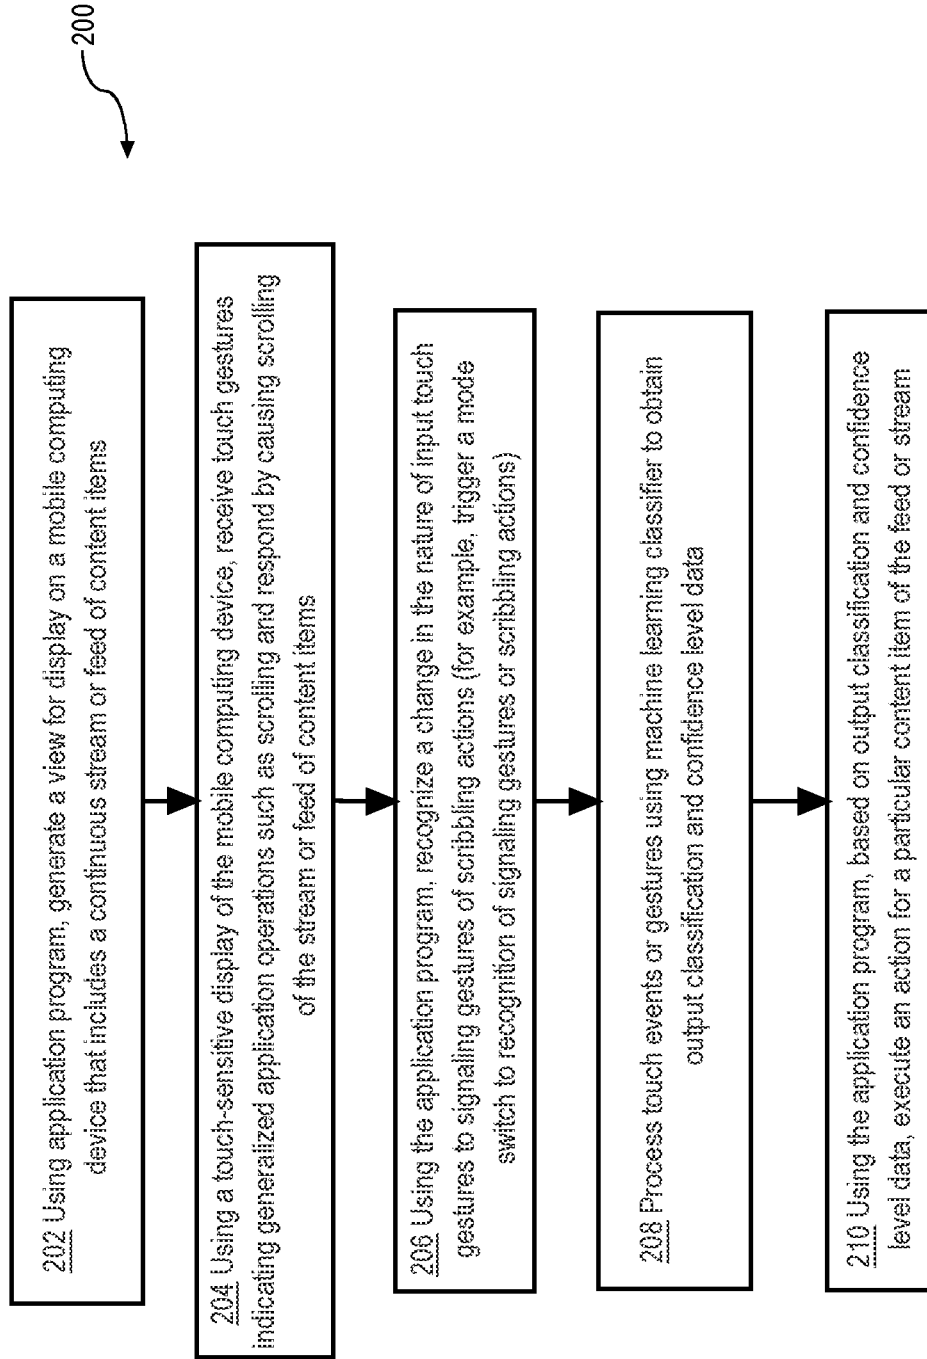 200
202 Using application program, generate a view for display on a mobile computing
device that includes a continuous stream or feed of content items
204 Using a touch-sensitive display of the mobile computing device, receive touch gestures
indicating generalized application operations such as scrolling and respond by causing scrolling
of the stream or feed of content items
206 Using the application program, recognize a change in the nature of input touch
gestures to signaling gestures of scribbling actions (for example, trigger a mode
switch to recognition of signaling gestures or scribbling actions)
208 Process touch events or gestures using machine learning classifier to obtain
output classification and confidence level data
210 Using the application program, based on output classification and confidence
level data, execute an action for a particular content item of the feed or stream